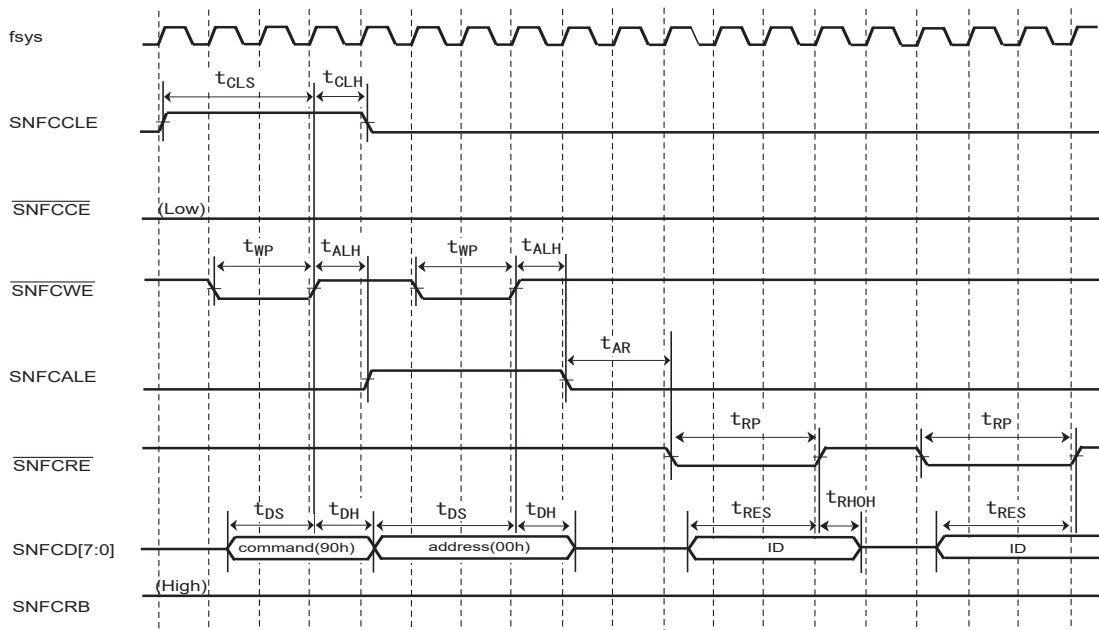 fsys
tCLS tCLH
SNFCCLE
SNFCCE (Low)
tWP tALH tWP tALH
SNFCWE
tAR
SNFCALE
tRP tRP
SNFCRE
tDS tDH tDS tDH tRES tRHOH tRES
SNFCD[7:0] command(90h) address(00h) ID ID
(High)
SNFCRB